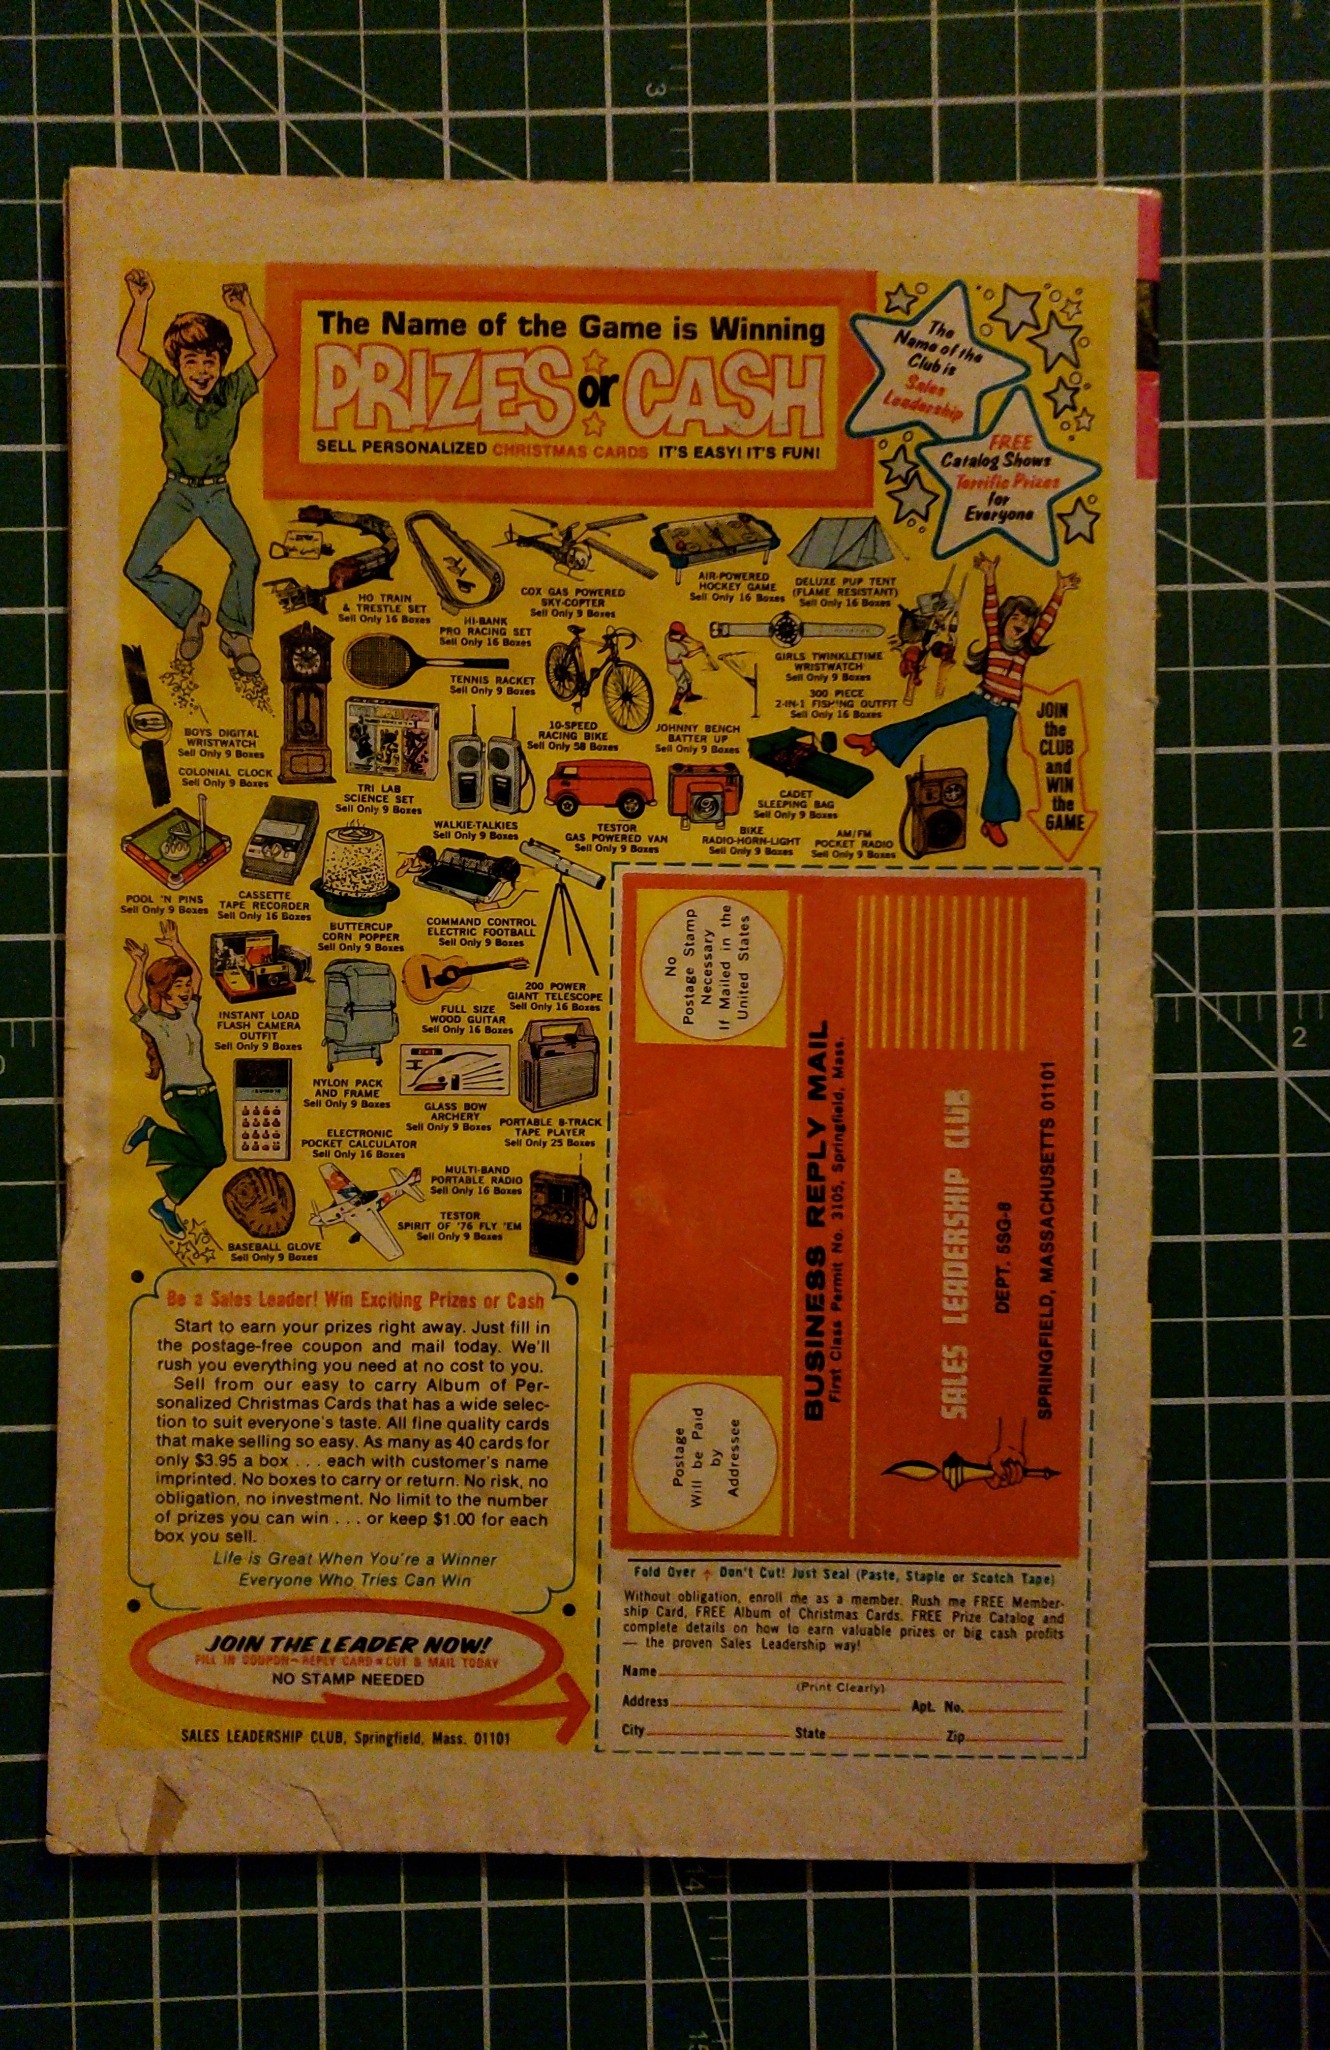 The Name of the Game is Winning
PRIZES or CASH
SELL PERSONALIZED CHRISTMAS CARDS IT'S EASY! IT'S FUN!
The
Name of the
Club is
Sales
Leadership
FREE
Catalog Shows
Terrific Prizes
for
Everyone
HO TRAIN
& TRESTLE SET
Sell Only 16 Boxes
HI-BANK
PRO RACING SET
Sell Only 16 Boxes
COX GAS POWERED
SKY-COPTER
Sell Only 9 Boxes
AIR-POWERED
HOCKEY GAME
Sell Only 16 Boxes
DELUXE PUP TENT
(FLAME RESISTANT)
Sell Only 16 Boxes
BOYS DIGITAL
WRISTWATCH
Sell Only 9 Boxes
COLONIAL CLOCK
Sell Only 9 Boxes
TENNIS RACKET
Sell Only 9 Boxes
10-SPEED
RACING BIKE
Sell Only 58 Boxes
JOHNNY BENCH
BATTER UP
Sell Only 9 Boxes
GIRLS TWINKLETIME
WRISTWATCH
Sell Only 9 Boxes
300 PIECE
2-IN-1 FISHING OUTFIT
Sell Only 16 Boxes
JOIN
the
CLUB
and
WIN
the
GAME
TRI LAB
SCIENCE SET
Sell Only 9 Boxes
WALKIE-TALKIES
Sell Only 9 Boxes
TESTOR
GAS POWERED VAN
Sell Only 9 Boxes
BIKE
RADIO-HORN-LIGHT
Sell Only 9 Boxes
CADET
SLEEPING BAG
Sell Only 9 Boxes
AM/FM
POCKET RADIO
Sell Only 9 Boxes
POOL 'N PINS
Sell Only 9 Boxes
CASSETTE
TAPE RECORDER
Sell Only 16 Boxes
BUTTERCUP
CORN POPPER
Sell Only 9 Boxes
COMMAND CONTROL
ELECTRIC FOOTBALL
Sell Only 9 Boxes
200 POWER
GIANT TELESCOPE
Sell Only 16 Boxes
INSTANT LOAD
FLASH CAMERA
OUTFIT
Sell Only 9 Boxes
FULL SIZE
WOOD GUITAR
Sell Only 16 Boxes
NYLON PACK
AND FRAME
Sell Only 9 Boxes
GLASS BOW
ARCHERY
Sell Only 9 Boxes
PORTABLE 8-TRACK
TAPE PLAYER
Sell Only 25 Boxes
ELECTRONIC
POCKET CALCULATOR
Sell Only 16 Boxes
MULTI-BAND
PORTABLE RADIO
Sell Only 16 Boxes
TESTOR
SPIRIT OF '76 FLY 'EM
Sell Only 9 Boxes
BASEBALL GLOVE
Sell Only 9 Boxes
Be a Sales Leader! Win Exciting Prizes or Cash
Start to earn your prizes right away. Just fill in
the postage-free coupon and mail today. We'll
rush you everything you need at no cost to you.
Sell from our easy to carry Album of Per-
sonalized Christmas Cards that has a wide selec-
tion to suit everyone's taste. All fine quality cards
that make selling so easy. As many as 40 cards for
only $3.95 a box . . . each with customer's name
imprinted. No boxes to carry or return. No risk, no
obligation, no investment. No limit to the number
of prizes you can win . . . or keep $1.00 for each
box you sell.
Life is Great When You're a Winner
Everyone Who Tries Can Win
JOIN THE LEADER NOW!
FILL IN COUPON-REPLY CARD • CUT & MAIL TODAY
NO STAMP NEEDED
SALES LEADERSHIP CLUB, Springfield, Mass. 01101
No
Postage Stamp
Necessary
If Mailed in the
United States
Postage
Will be Paid
by
Addressee
BUSINESS REPLY MAIL
First Class Permit No. 3105, Springfield, Mass.
SALES LEADERSHIP CLUB
DEPT. 5SG-8
SPRINGFIELD, MASSACHUSETTS 01101
Fold Over ↑ Don't Cut! Just Seal (Paste, Staple or Scotch Tape)
Without obligation, enroll me as a member. Rush me FREE Member-
ship Card, FREE Album of Christmas Cards. FREE Prize Catalog and
complete details on how to earn valuable prizes or big cash profits
— the proven Sales Leadership way!
Name
(Print Clearly)
Address Apt. No.
City State Zip
3
2
0
14
15